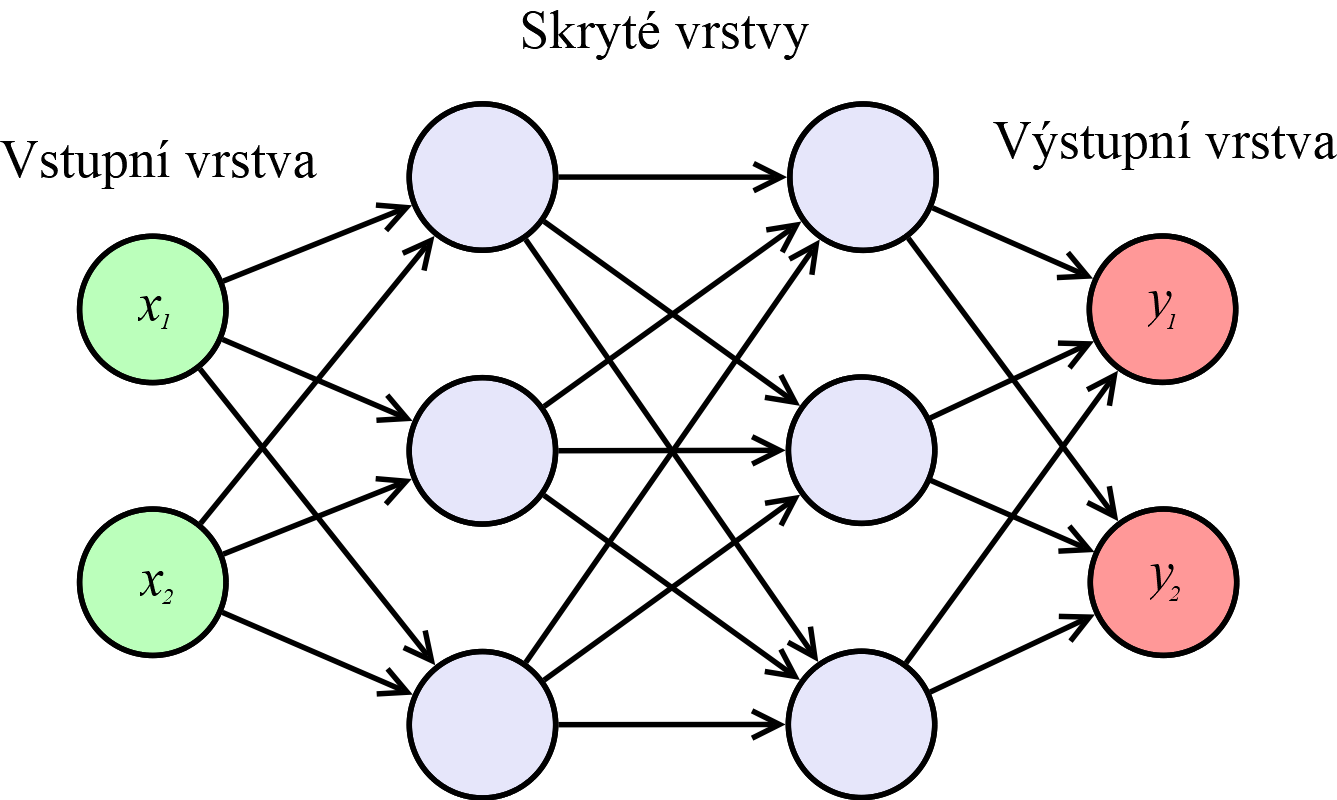 Skryté vrstvy
Vstupní vrstva
Výstupní vrstva
x₁
y₁
x₂
y₂